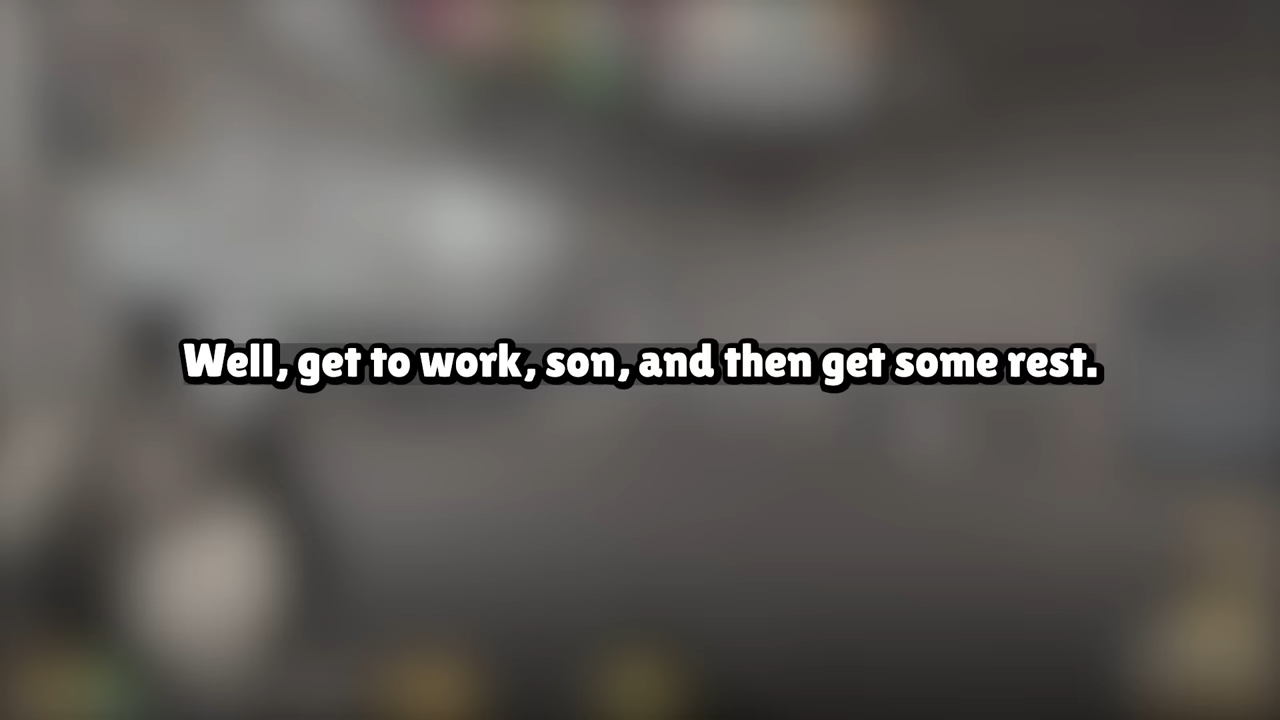 Well, get to work, son, and then get some rest.